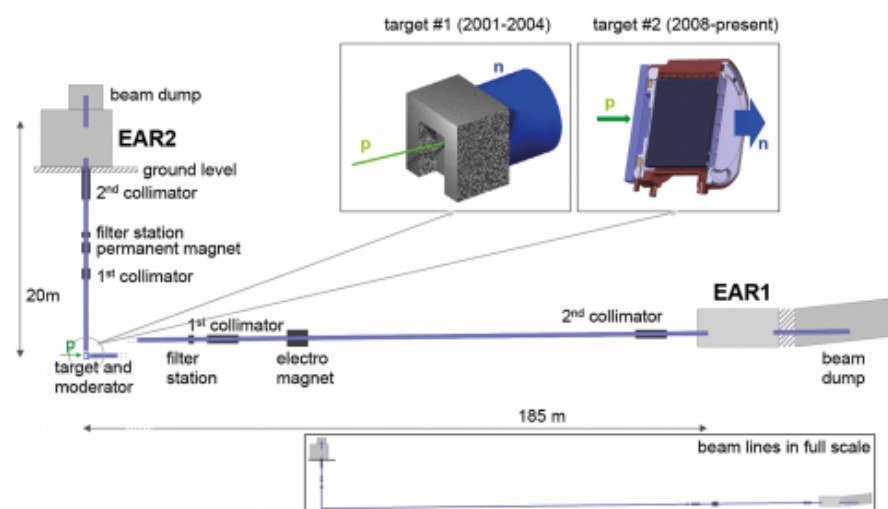 target #1 (2001-2004)
target #2 (2008-present)
n
p
p
n
beam dump
EAR2
ground level
2nd collimator
filter station
permanent magnet
1st collimator
20m
p
target and
moderator
1st collimator
filter
station
electro
magnet
2nd collimator
EAR1
beam
dump
185 m
beam lines in full scale